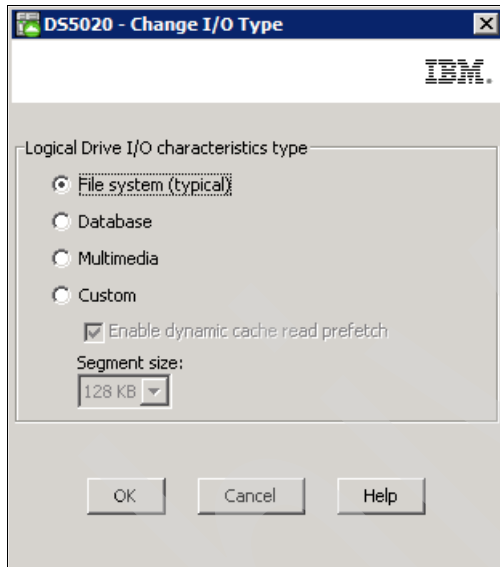 DS5020 - Change I/O Type
IBM.
Logical Drive I/O characteristics type
File system (typical)
Database
Multimedia
Custom
Enable dynamic cache read prefetch
Segment size:
128 KB
OK Cancel Help